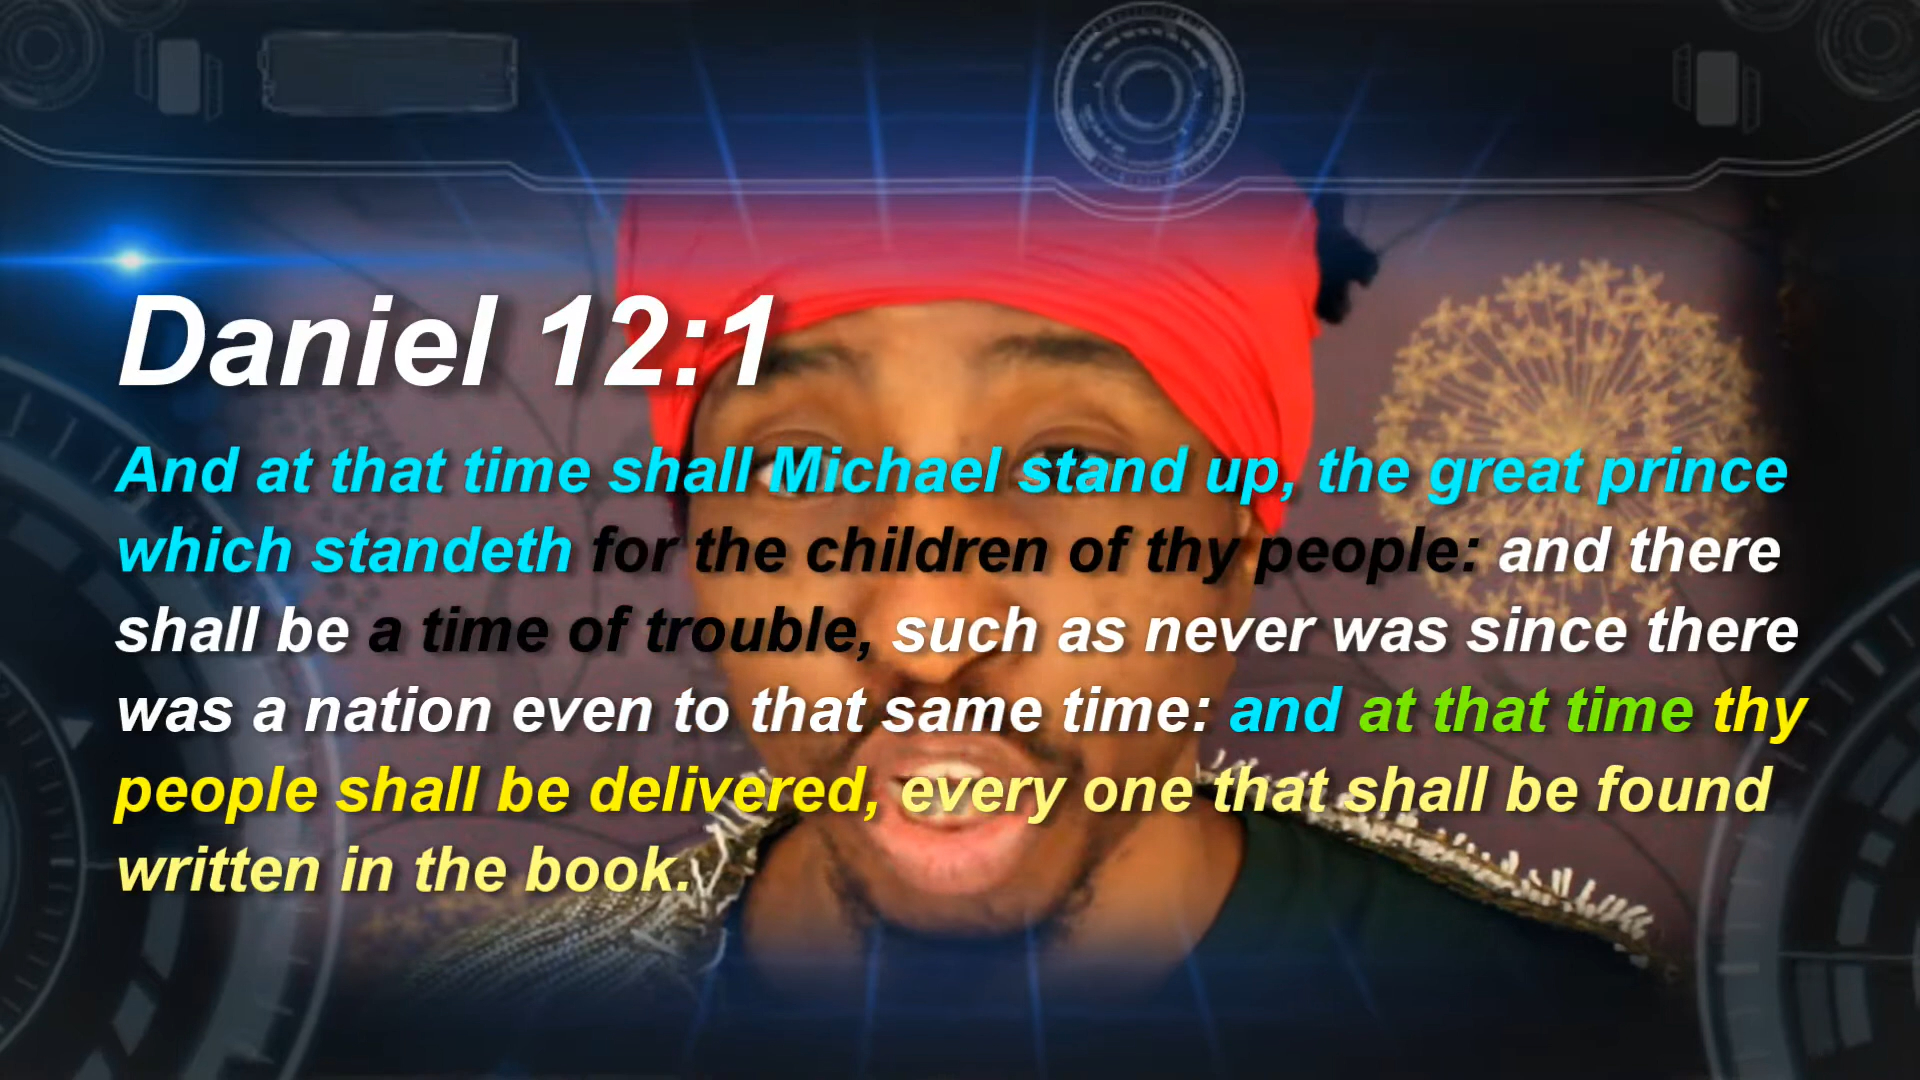 Daniel 12:1
And at that time shall Michael stand up, the great prince
which standeth for the children of thy people: and there
shall be a time of trouble, such as never was since there
was a nation even to that same time: and at that time thy
people shall be delivered, every one that shall be found
written in the book.